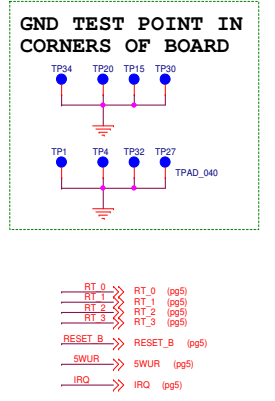 GND TEST POINT IN
CORNERS OF BOARD
TP34 TP20 TP15 TP30
TP1 TP4 TP32 TP27
TPAD_040
RT_0 RT_0 (pg5)
RT_1 RT_1 (pg5)
RT_2 RT_2 (pg5)
RT_3 RT_3 (pg5)
RESET_B RESET_B (pg5)
5WUR 5WUR (pg5)
IRQ IRQ (pg5)